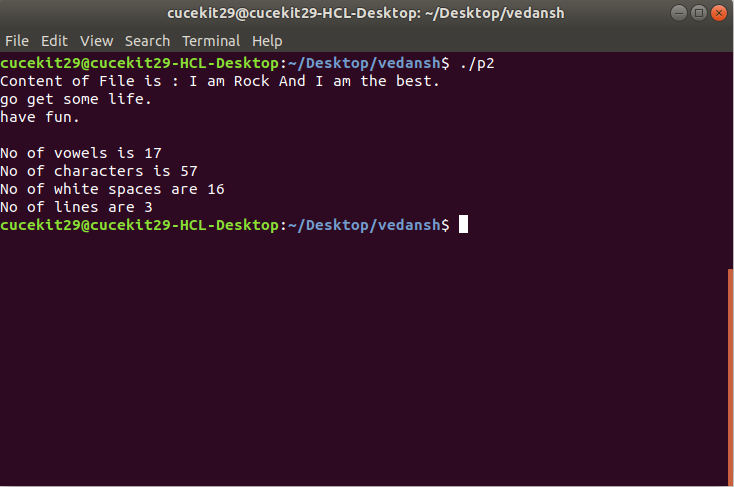 cucekit29@cucekit29-HCL-Desktop: ~/Desktop/vedansh
File Edit View Search Terminal Help
cucekit29@cucekit29-HCL-Desktop:~/Desktop/vedansh$ ./p2
Content of File is : I am Rock And I am the best.
go get some life.
have fun.
No of vowels is 17
No of characters is 57
No of white spaces are 16
No of lines are 3
cucekit29@cucekit29-HCL-Desktop:~/Desktop/vedansh$